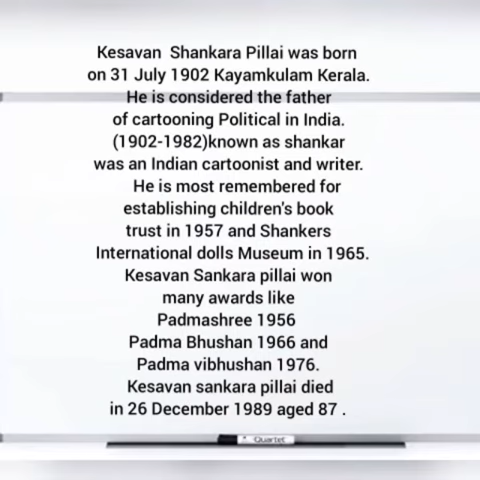 Kesavan  Shankara Pillai was born
on 31 July 1902 Kayamkulam Kerala.
He is considered the father
of cartooning Political in India.
(1902-1982)known as shankar
was an Indian cartoonist and writer.
He is most remembered for
establishing children's book
trust in 1957 and Shankers
International dolls Museum in 1965.
Kesavan Sankara pillai won
many awards like
Padmashree 1956
Padma Bhushan 1966 and
Padma vibhushan 1976.
Kesavan sankara pillai died
in 26 December 1989 aged 87 .
Quartet